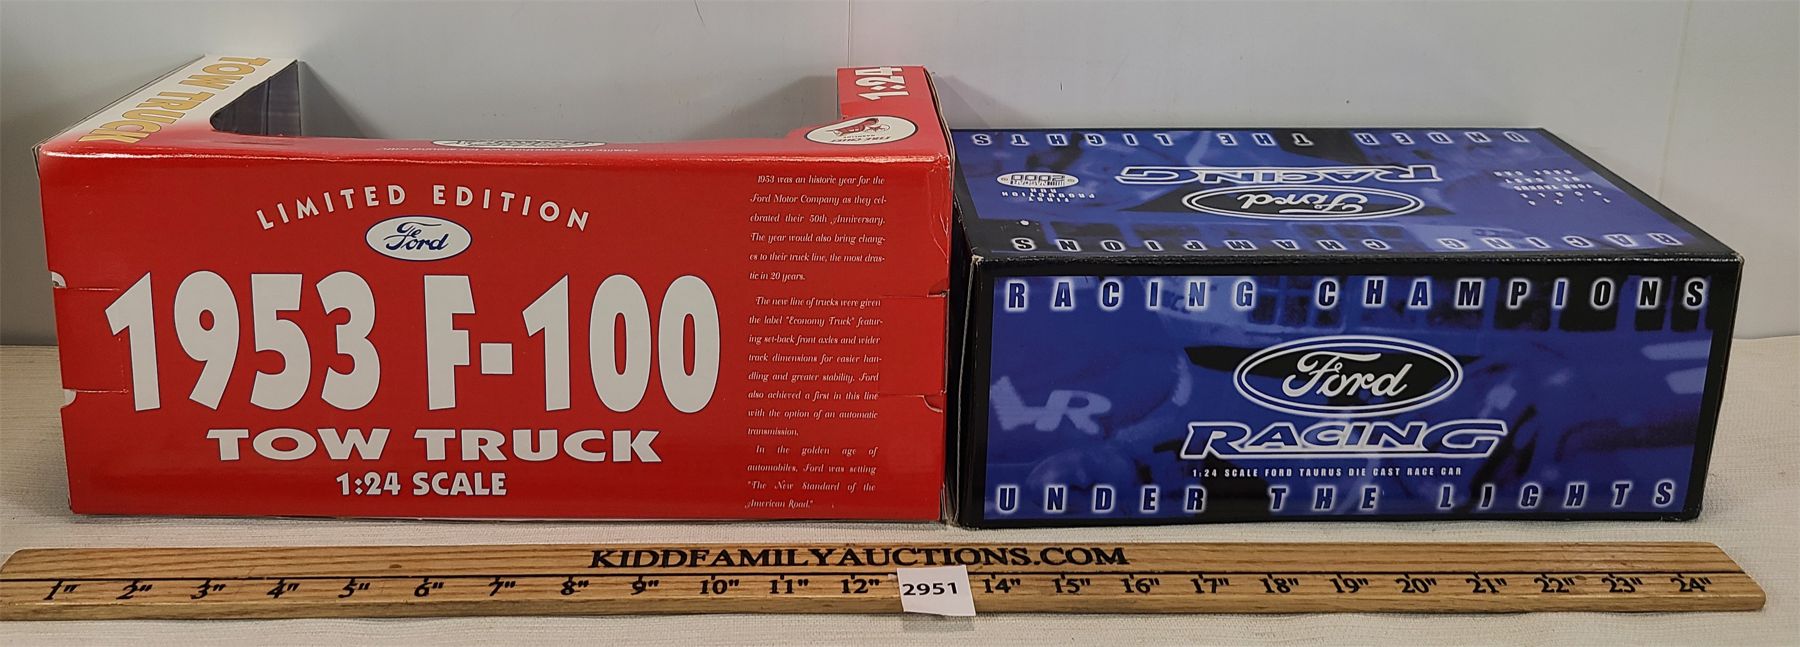 TOW TRUCK
1:24
LIMITED EDITION
Ford
1953 F-100
TOW TRUCK
1:24 SCALE
1953 was an historic year for the
Ford Motor Company as they cel-
ebrated their 50th Anniversary.
The year would also bring chang-
es to their truck line, the most dras-
tic in 20 years.
The new line of trucks were given
the label "Economy Truck" featur-
ing set-back front axles and wider
track dimensions for easier han-
dling and greater stability. Ford
also achieved a first in this line
with the option of an automatic
transmission.
In the golden age of
automobiles, Ford was setting
"The New Standard of the
American Road."
UNDER THE LIGHTS
RACING
Ford
NASCAR
2000
FIRST
PRODUCTION
RUN
RACING CHAMPIONS
RACING CHAMPIONS
Ford
RACING
1:24 SCALE FORD TAURUS DIE CAST RACE CAR
UNDER THE LIGHTS
KIDDFAMILYAUCTIONS.COM
1" 2" 3" 4" 5" 6" 7" 8" 9" 10" 11" 12" 2951 14" 15" 16" 17" 18" 19" 20" 21" 22" 23" 24"